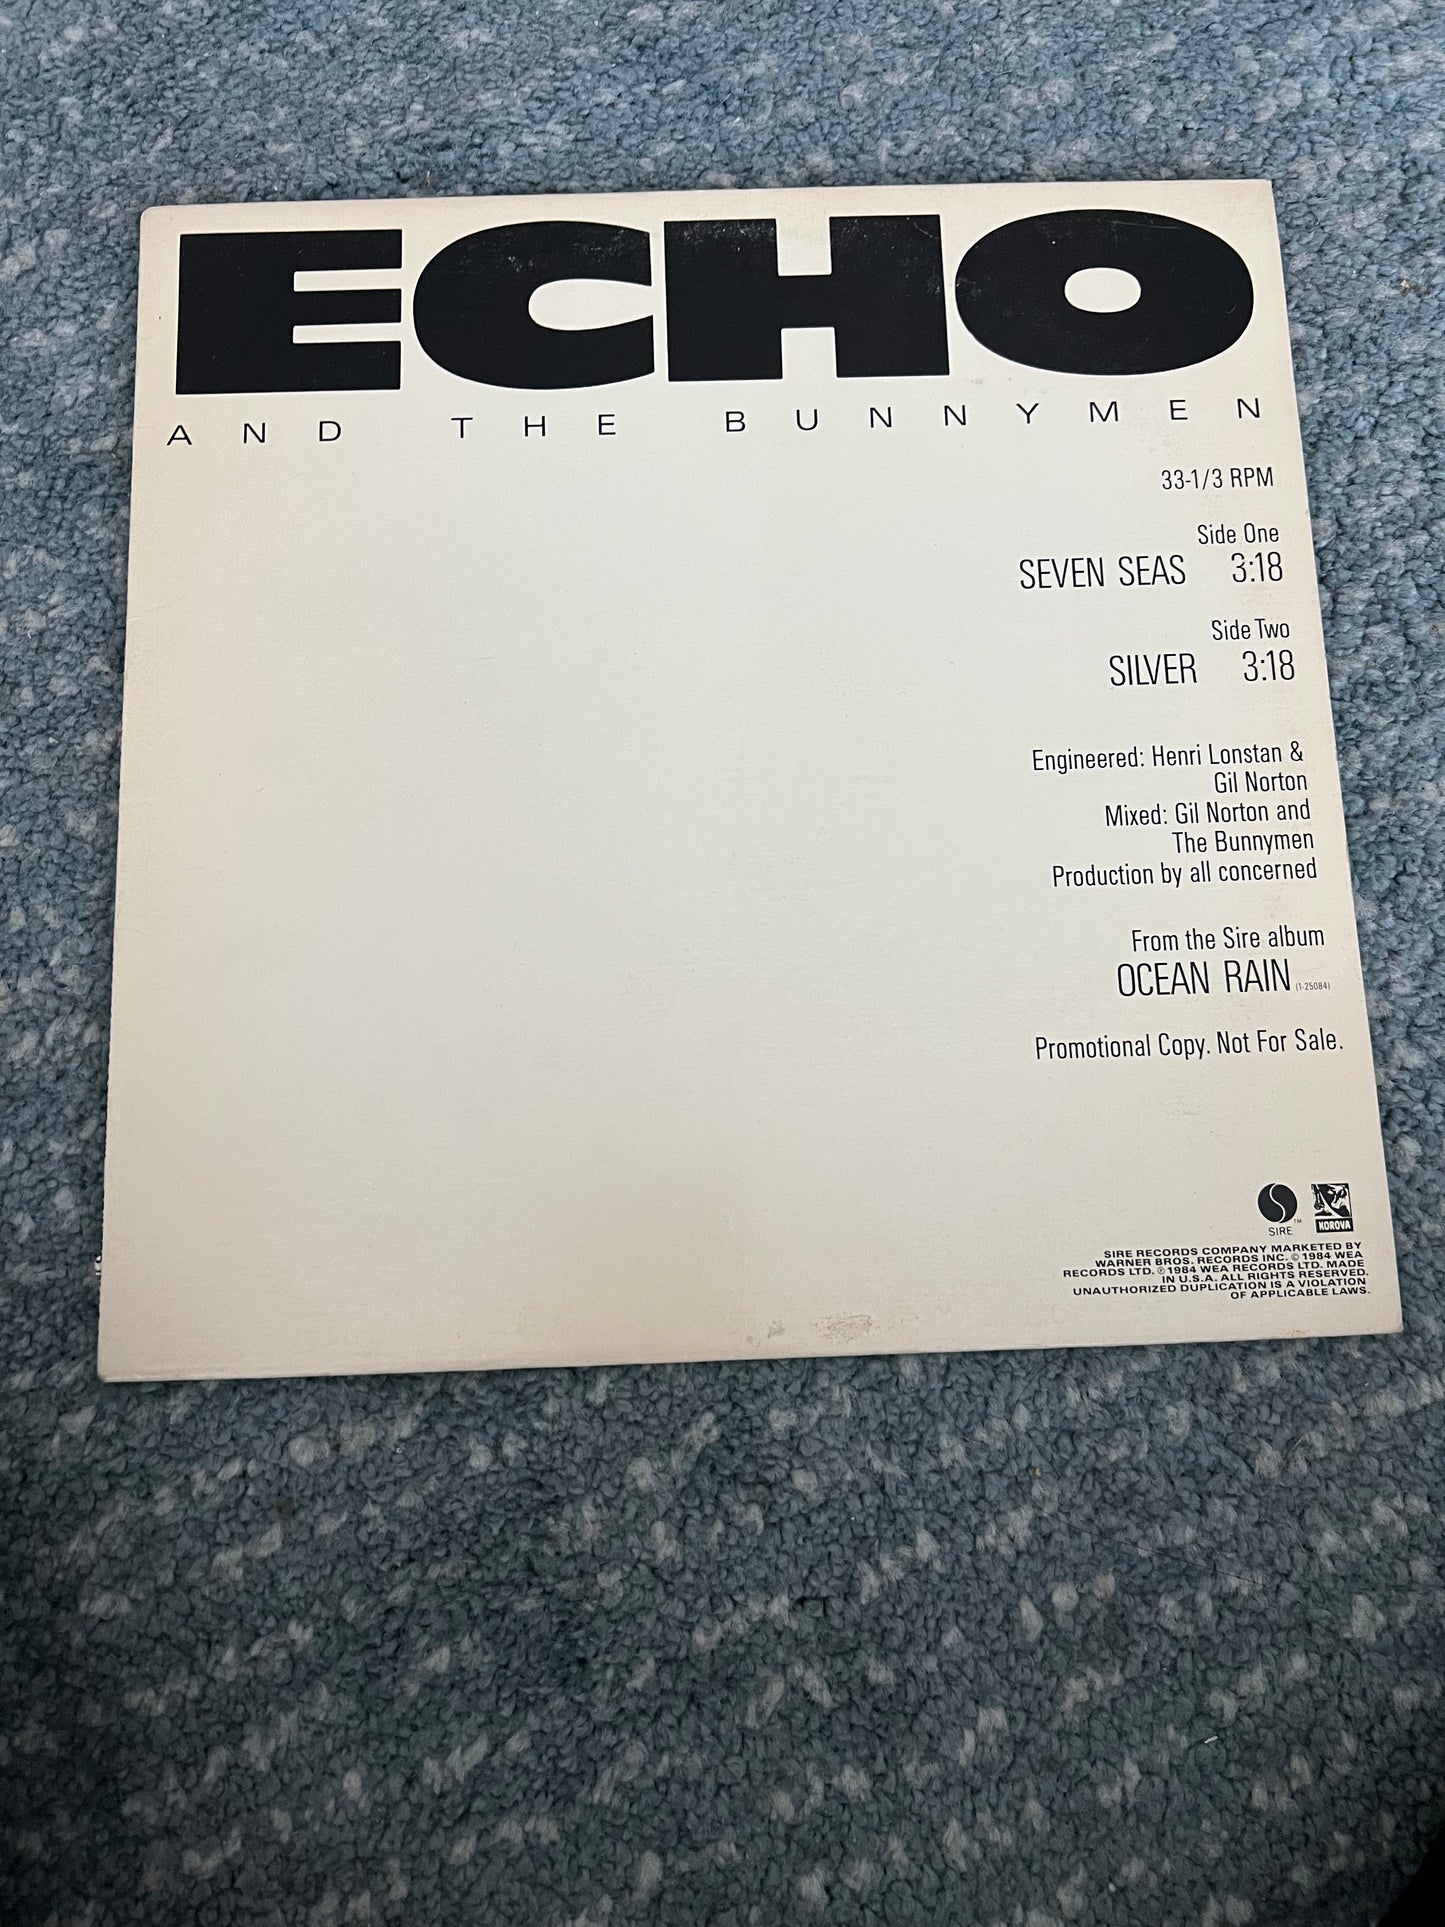 ECHO
AND THE BUNNYMEN
33-1/3 RPM
Side One
SEVEN SEAS 3:18
Side Two
SILVER 3:18
Engineered: Henri Lonstan &
Gil Norton
Mixed: Gil Norton and
The Bunnymen
Production by all concerned
From the Sire album
OCEAN RAIN (1-25084)
Promotional Copy. Not For Sale.
SIRE ™ KOROVA
SIRE RECORDS COMPANY MARKETED BY
WARNER BROS. RECORDS INC. © 1984 WEA
RECORDS LTD. ℗ 1984 WEA RECORDS LTD. MADE
IN U.S.A. ALL RIGHTS RESERVED.
UNAUTHORIZED DUPLICATION IS A VIOLATION
OF APPLICABLE LAWS.